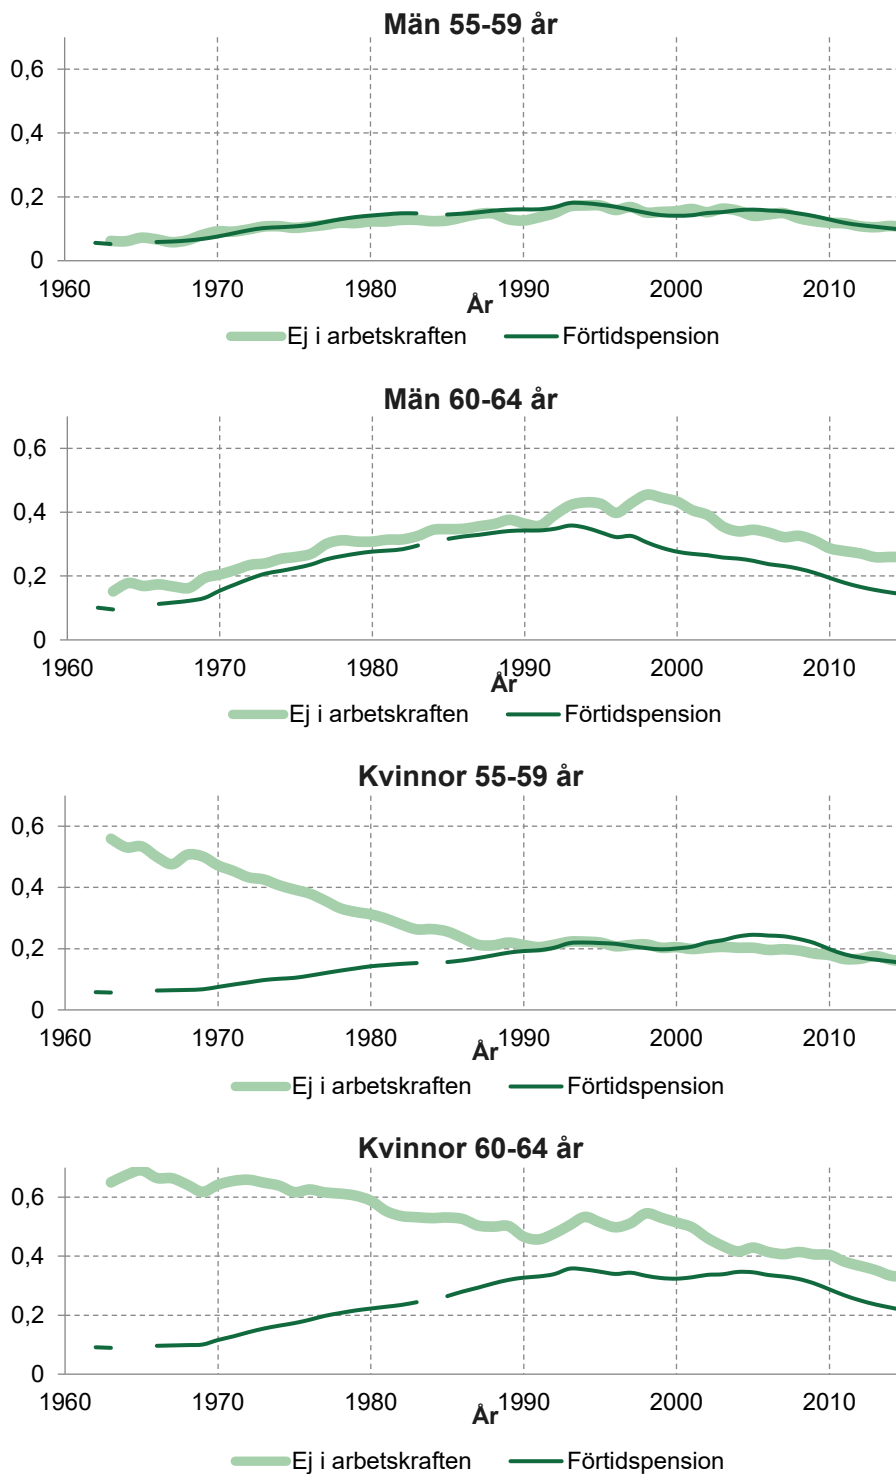 Män 55-59 år
0,6
0,4
0,2
0
1960 1970 1980 1990 2000 2010
År
Ej i arbetskraften Förtidspension
Män 60-64 år
0,6
0,4
0,2
0
1960 1970 1980 1990 2000 2010
År
Ej i arbetskraften Förtidspension
Kvinnor 55-59 år
0,6
0,4
0,2
0
1960 1970 1980 1990 2000 2010
År
Ej i arbetskraften Förtidspension
Kvinnor 60-64 år
0,6
0,4
0,2
0
1960 1970 1980 1990 2000 2010
År
Ej i arbetskraften Förtidspension